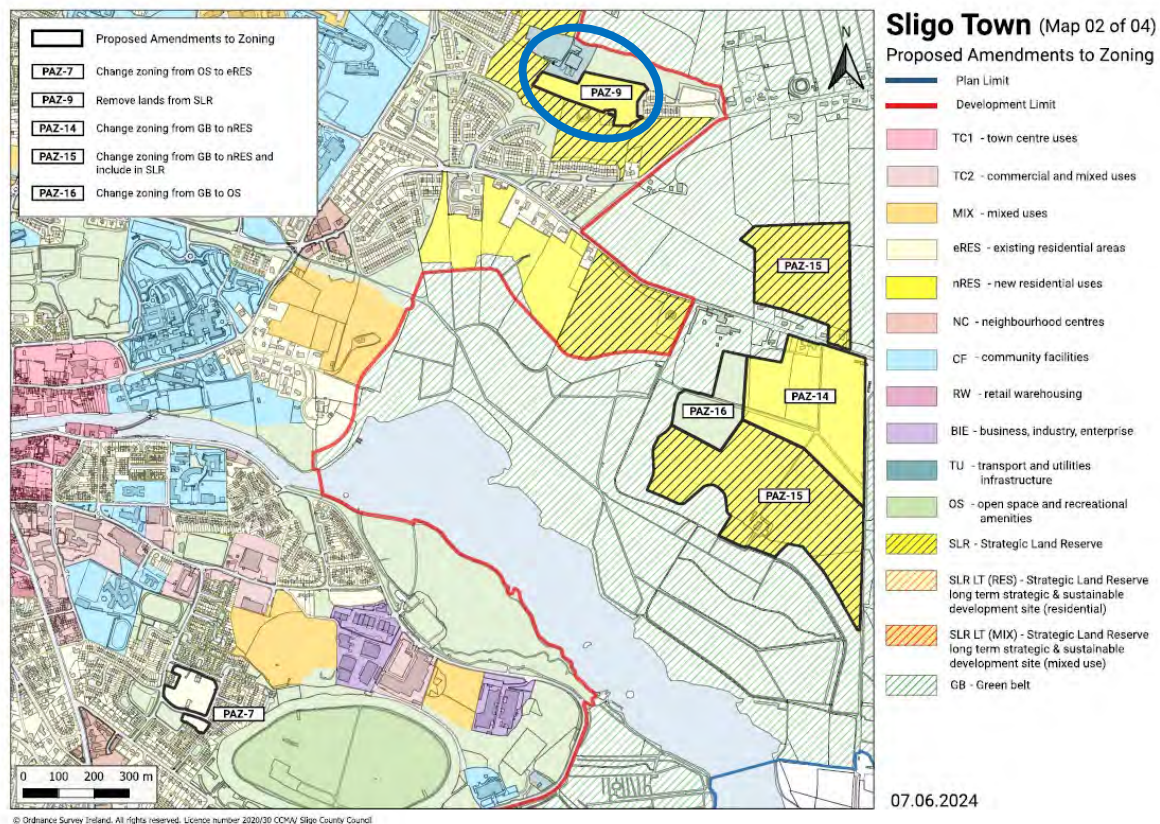 Proposed Amendments to Zoning
PAZ-7 Change zoning from OS to eRES
PAZ-9 Remove lands from SLR
PAZ-14 Change zoning from GB to nRES
PAZ-15 Change zoning from GB to nRES and
include in SLR
PAZ-16 Change zoning from GB to OS
PAZ-9
PAZ-15
PAZ-14
PAZ-16
PAZ-15
PAZ-7
0 100 200 300 m
N
Sligo Town (Map 02 of 04)
Proposed Amendments to Zoning
Plan Limit
Development Limit
TC1 - town centre uses
TC2 - commercial and mixed uses
MIX - mixed uses
eRES - existing residential areas
nRES - new residential uses
NC - neighbourhood centres
CF - community facilities
RW - retail warehousing
BIE - business, industry, enterprise
TU - transport and utilities
infrastructure
OS - open space and recreational
amenities
SLR - Strategic Land Reserve
SLR LT (RES) - Strategic Land Reserve
long term strategic & sustainable
development site (residential)
SLR LT (MIX) - Strategic Land Reserve
long term strategic & sustainable
development site (mixed use)
GB - Green belt
07.06.2024
© Ordnance Survey Ireland. All rights reserved. Licence number 2020/30 CCMA/ Sligo County Council